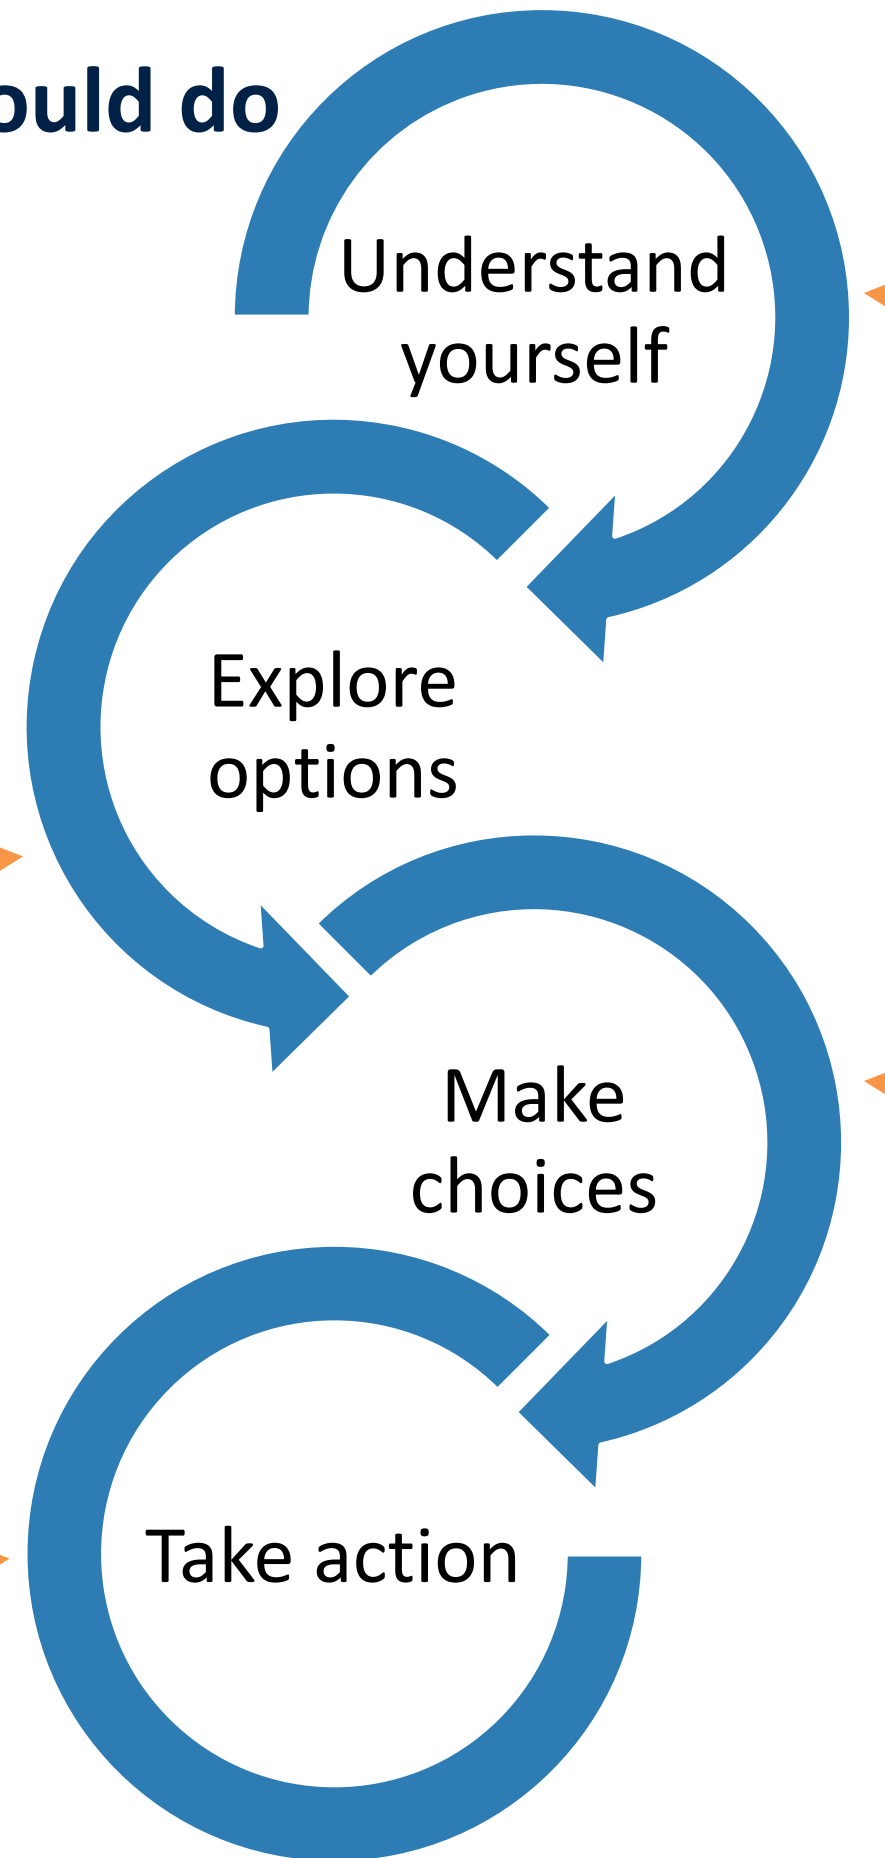 ould do
Understand
yourself
Explore
options
Make
choices
Take action